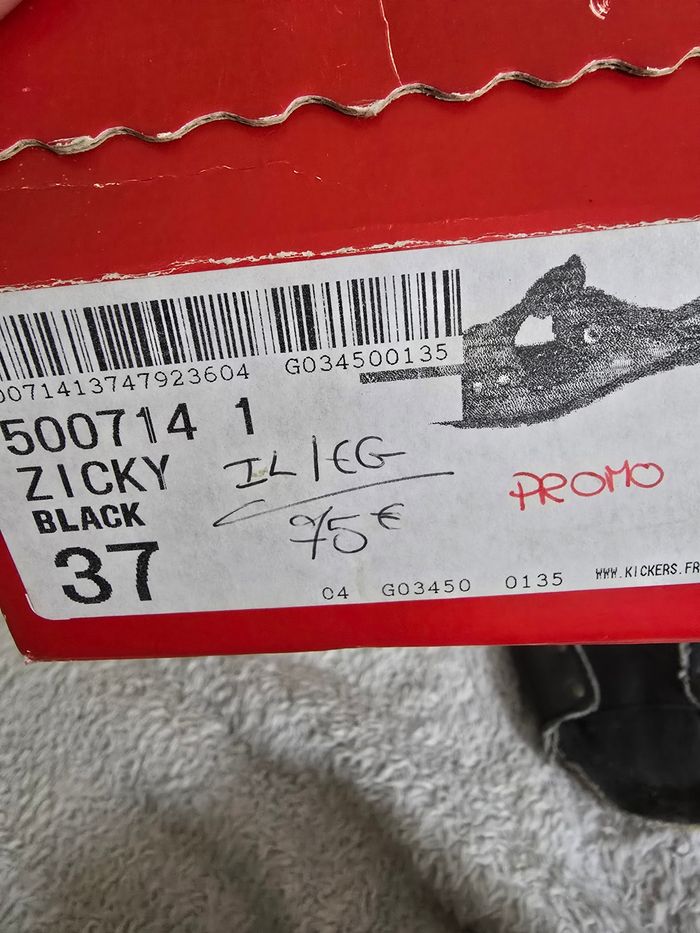 0071413747923604
G034500135
500714 1
ZICKY
BLACK
37
75€
PROMO
04 G03450 0135
WWW.KICKERS.FR